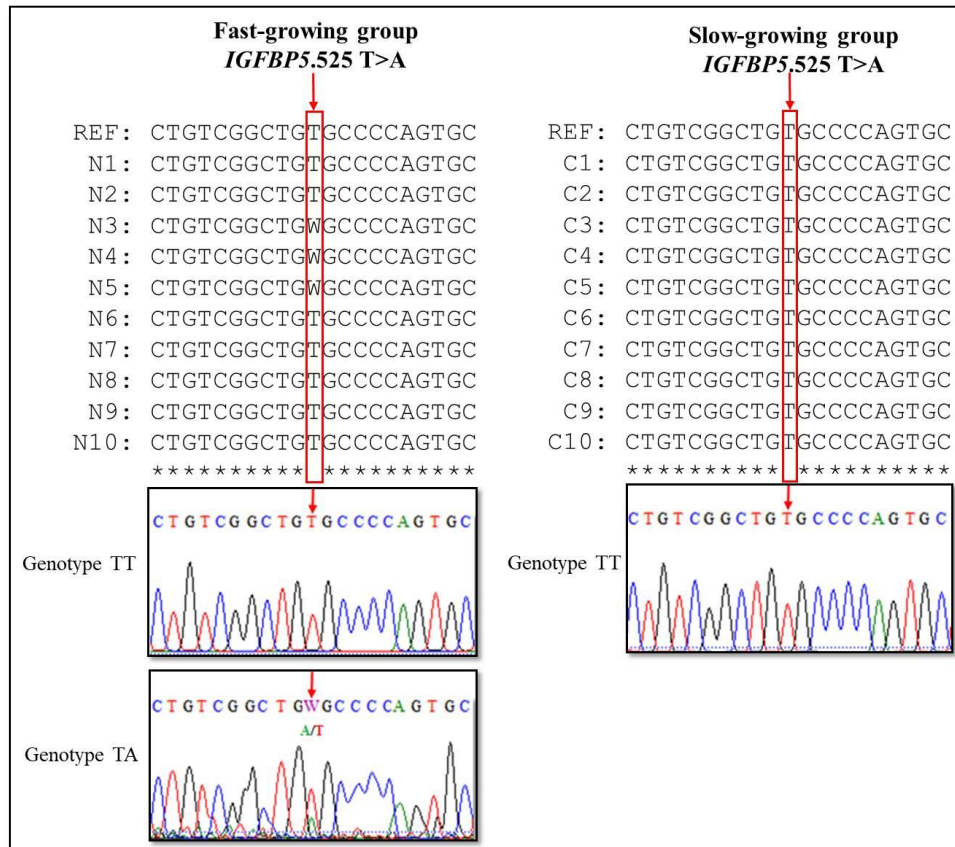 Fast-growing group
IGFBP5.525 T>A
REF: CTGTCGGCTGTGCCCCAGTGC
N1: CTGTCGGCTGTGCCCCAGTGC
N2: CTGTCGGCTGTGCCCCAGTGC
N3: CTGTCGGCTGWGCCCCAGTGC
N4: CTGTCGGCTGWGCCCCAGTGC
N5: CTGTCGGCTGWGCCCCAGTGC
N6: CTGTCGGCTGTGCCCCAGTGC
N7: CTGTCGGCTGTGCCCCAGTGC
N8: CTGTCGGCTGTGCCCCAGTGC
N9: CTGTCGGCTGTGCCCCAGTGC
N10: CTGTCGGCTGTGCCCCAGTGC
********** **********
CTGTCGGCTGTGCCCCAGTGC
Genotype TT
CTGTCGGCTGWGCCCCAGTGC
A/T
Genotype TA
Slow-growing group
IGFBP5.525 T>A
REF: CTGTCGGCTGTGCCCCAGTGC
C1: CTGTCGGCTGTGCCCCAGTGC
C2: CTGTCGGCTGTGCCCCAGTGC
C3: CTGTCGGCTGTGCCCCAGTGC
C4: CTGTCGGCTGTGCCCCAGTGC
C5: CTGTCGGCTGTGCCCCAGTGC
C6: CTGTCGGCTGTGCCCCAGTGC
C7: CTGTCGGCTGTGCCCCAGTGC
C8: CTGTCGGCTGTGCCCCAGTGC
C9: CTGTCGGCTGTGCCCCAGTGC
C10: CTGTCGGCTGTGCCCCAGTGC
********** **********
CTGTCGGCTGTGCCCCAGTGC
Genotype TT